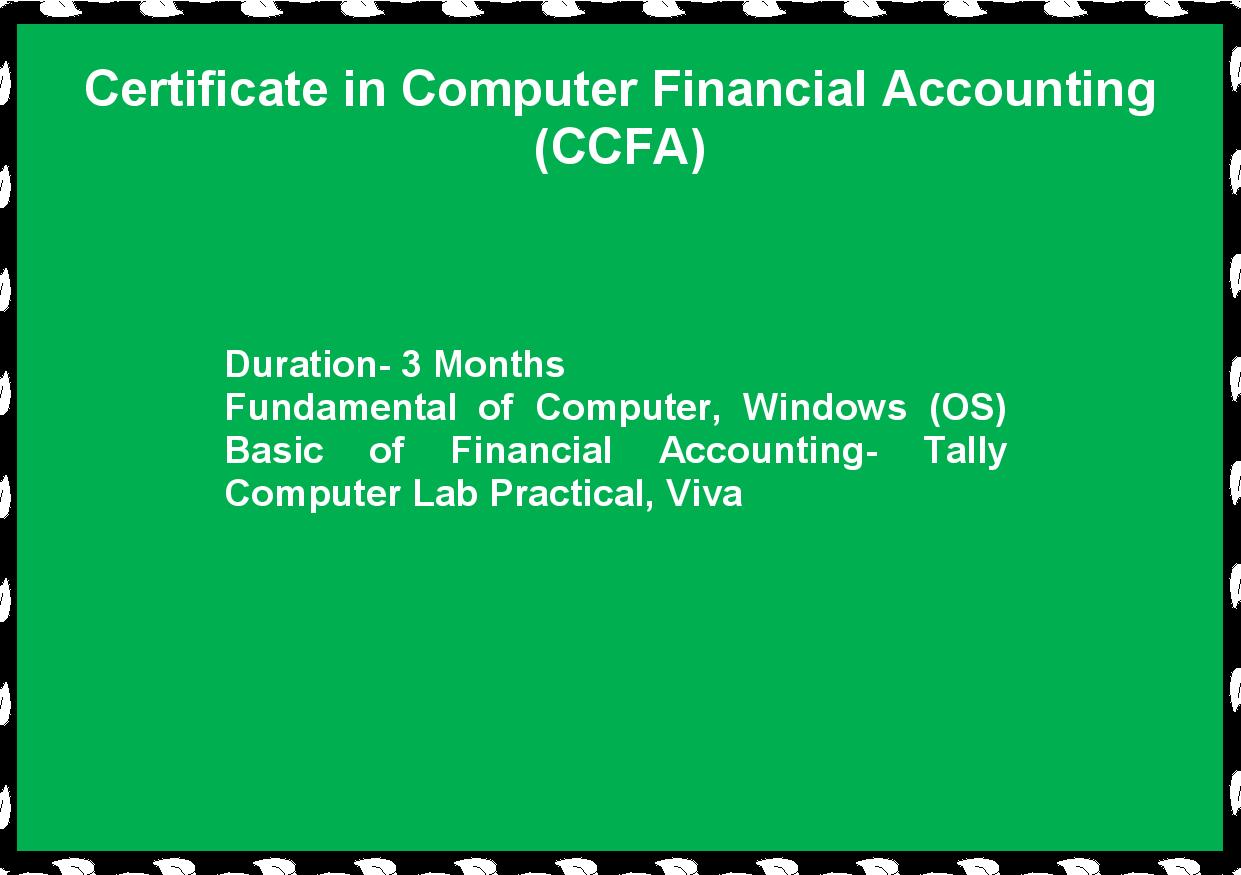 Certificate in Computer Financial Accounting
(CCFA)
Duration- 3 Months
Fundamental of Computer, Windows (OS)
Basic of Financial Accounting- Tally
Computer Lab Practical, Viva